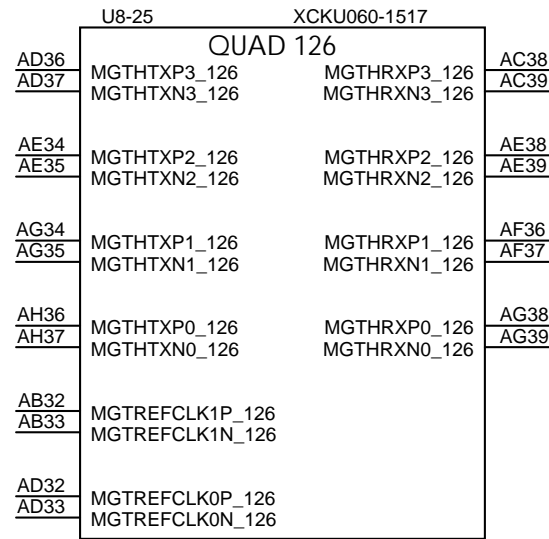 U8-25 XCKU060-1517
QUAD 126
AD36 MGTHTXP3_126 MGTHRXP3_126 AC38
AD37 MGTHTXN3_126 MGTHRXN3_126 AC39
AE34 MGTHTXP2_126 MGTHRXP2_126 AE38
AE35 MGTHTXN2_126 MGTHRXN2_126 AE39
AG34 MGTHTXP1_126 MGTHRXP1_126 AF36
AG35 MGTHTXN1_126 MGTHRXN1_126 AF37
AH36 MGTHTXP0_126 MGTHRXP0_126 AG38
AH37 MGTHTXN0_126 MGTHRXN0_126 AG39
AB32 MGTREFCLK1P_126
AB33 MGTREFCLK1N_126
AD32 MGTREFCLK0P_126
AD33 MGTREFCLK0N_126